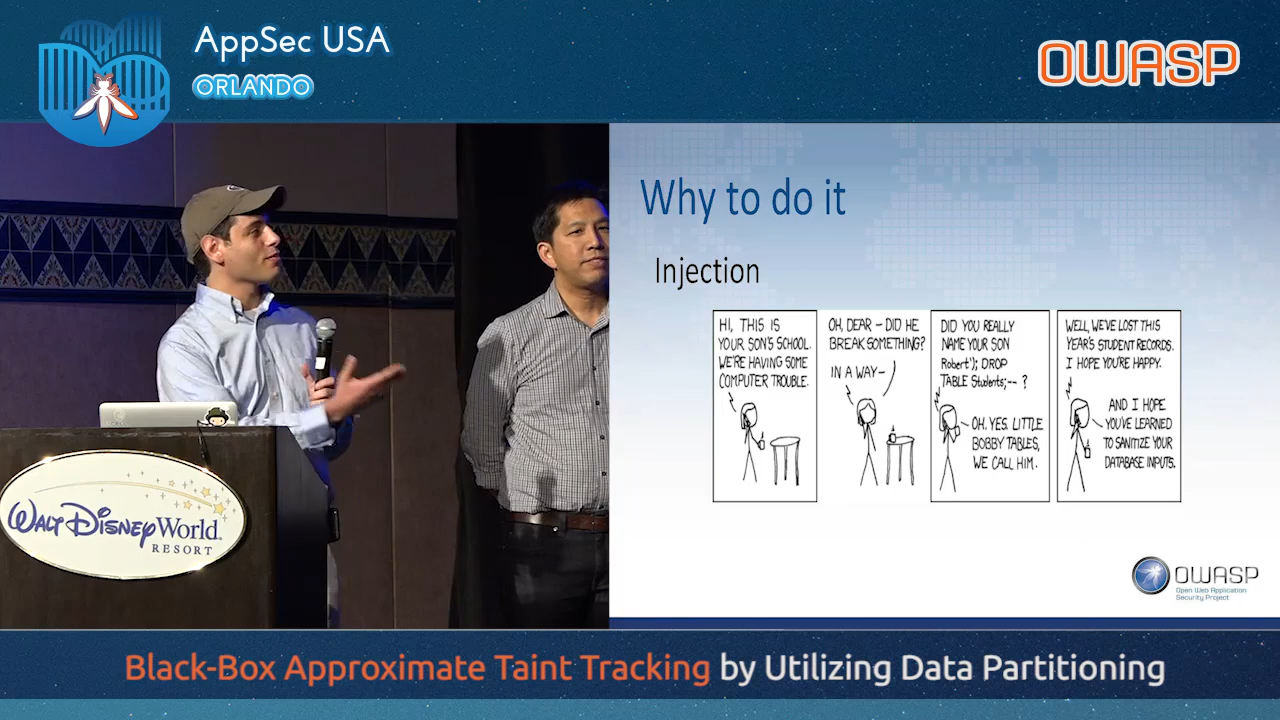 AppSec USA
ORLANDO
OWASP
Why to do it
Injection
HI, THIS IS
YOUR SON'S SCHOOL.
WE'RE HAVING SOME
COMPUTER TROUBLE.
OH, DEAR – DID HE
BREAK SOMETHING?
IN A WAY–
DID YOU REALLY
NAME YOUR SON
Robert'); DROP
TABLE Students;-- ?
OH. YES. LITTLE
BOBBY TABLES,
WE CALL HIM.
WELL, WE'VE LOST THIS
YEAR'S STUDENT RECORDS.
I HOPE YOU'RE HAPPY.
AND I HOPE
YOU'VE LEARNED
TO SANITIZE YOUR
DATABASE INPUTS.
WALT DISNEY World
RESORT
OWASP
Open Web Application
Security Project
Black-Box Approximate Taint Tracking by Utilizing Data Partitioning